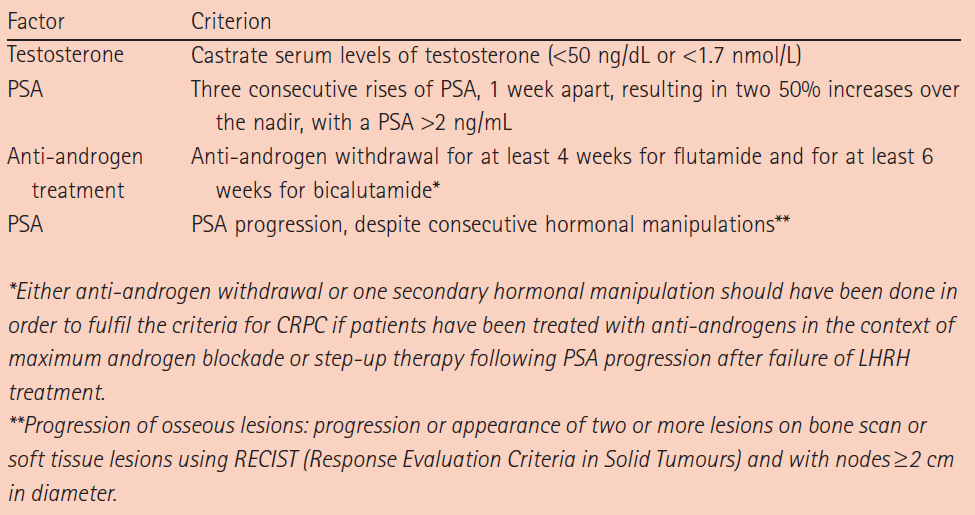 Factor Criterion
Testosterone Castrate serum levels of testosterone (<50 ng/dL or <1.7 nmol/L)
PSA Three consecutive rises of PSA, 1 week apart, resulting in two 50% increases over
the nadir, with a PSA >2 ng/mL
Anti-androgen Anti-androgen withdrawal for at least 4 weeks for flutamide and for at least 6
treatment weeks for bicalutamide*
PSA PSA progression, despite consecutive hormonal manipulations**
*Either anti-androgen withdrawal or one secondary hormonal manipulation should have been done in
order to fulfil the criteria for CRPC if patients have been treated with anti-androgens in the context of
maximum androgen blockade or step-up therapy following PSA progression after failure of LHRH
treatment.
**Progression of osseous lesions: progression or appearance of two or more lesions on bone scan or
soft tissue lesions using RECIST (Response Evaluation Criteria in Solid Tumours) and with nodes ≥2 cm
in diameter.